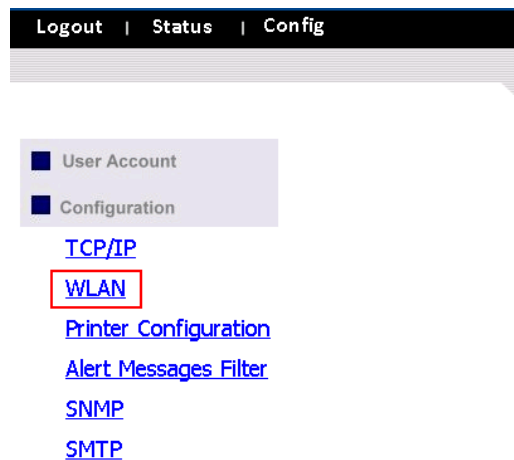 Logout | Status | Config
User Account
Configuration
TCP/IP
WLAN
Printer Configuration
Alert Messages Filter
SNMP
SMTP